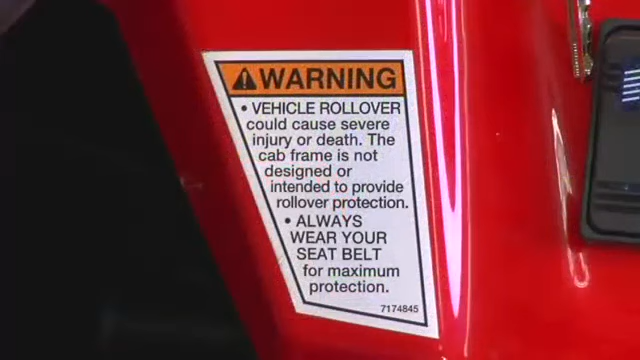 WARNING
• VEHICLE ROLLOVER
could cause severe
injury or death. The
cab frame is not
designed or
intended to provide
rollover protection.
• ALWAYS
WEAR YOUR
SEAT BELT
for maximum
protection.
7174845